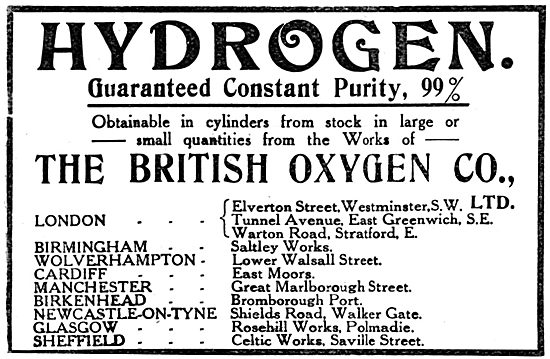 HYDROGEN.
Guaranteed Constant Purity, 99%
Obtainable in cylinders from stock in large or
small quantities from the Works of
THE BRITISH OXYGEN CO., LTD.
LONDON - - - { Elverton Street, Westminster, S.W.
Tunnel Avenue, East Greenwich, S.E.
Warton Road, Stratford, E.
BIRMINGHAM - - Saltley Works.
WOLVERHAMPTON - Lower Walsall Street.
CARDIFF - - - East Moors.
MANCHESTER - - Great Marlborough Street.
BIRKENHEAD - - Bromborough Port.
NEWCASTLE-ON-TYNE Shields Road, Walker Gate.
GLASGOW - - - Rosehill Works, Polmadie.
SHEFFIELD - - Celtic Works, Saville Street.